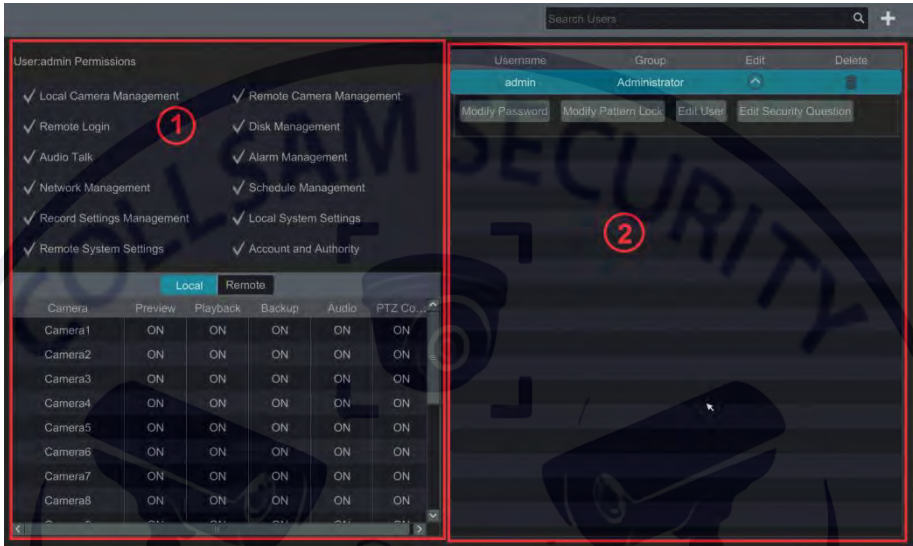 Search Users
User:admin Permissions
Local Camera Management Remote Camera Management
Remote Login Disk Management
Audio Talk Alarm Management
Network Management Schedule Management
Record Settings Management Local System Settings
Remote System Settings Account and Authority
1
Local Remote
Camera Preview Playback Backup Audio PTZ Co...
Camera1 ON ON ON ON ON
Camera2 ON ON ON ON ON
Camera3 ON ON ON ON ON
Camera4 ON ON ON ON ON
Camera5 ON ON ON ON ON
Camera6 ON ON ON ON ON
Camera7 ON ON ON ON ON
Camera8 ON ON ON ON ON
Username Group Edit Delete
admin Administrator
Modify Password Modify Pattern Lock Edit User Edit Security Question
2
FOLLSAM SECURITY